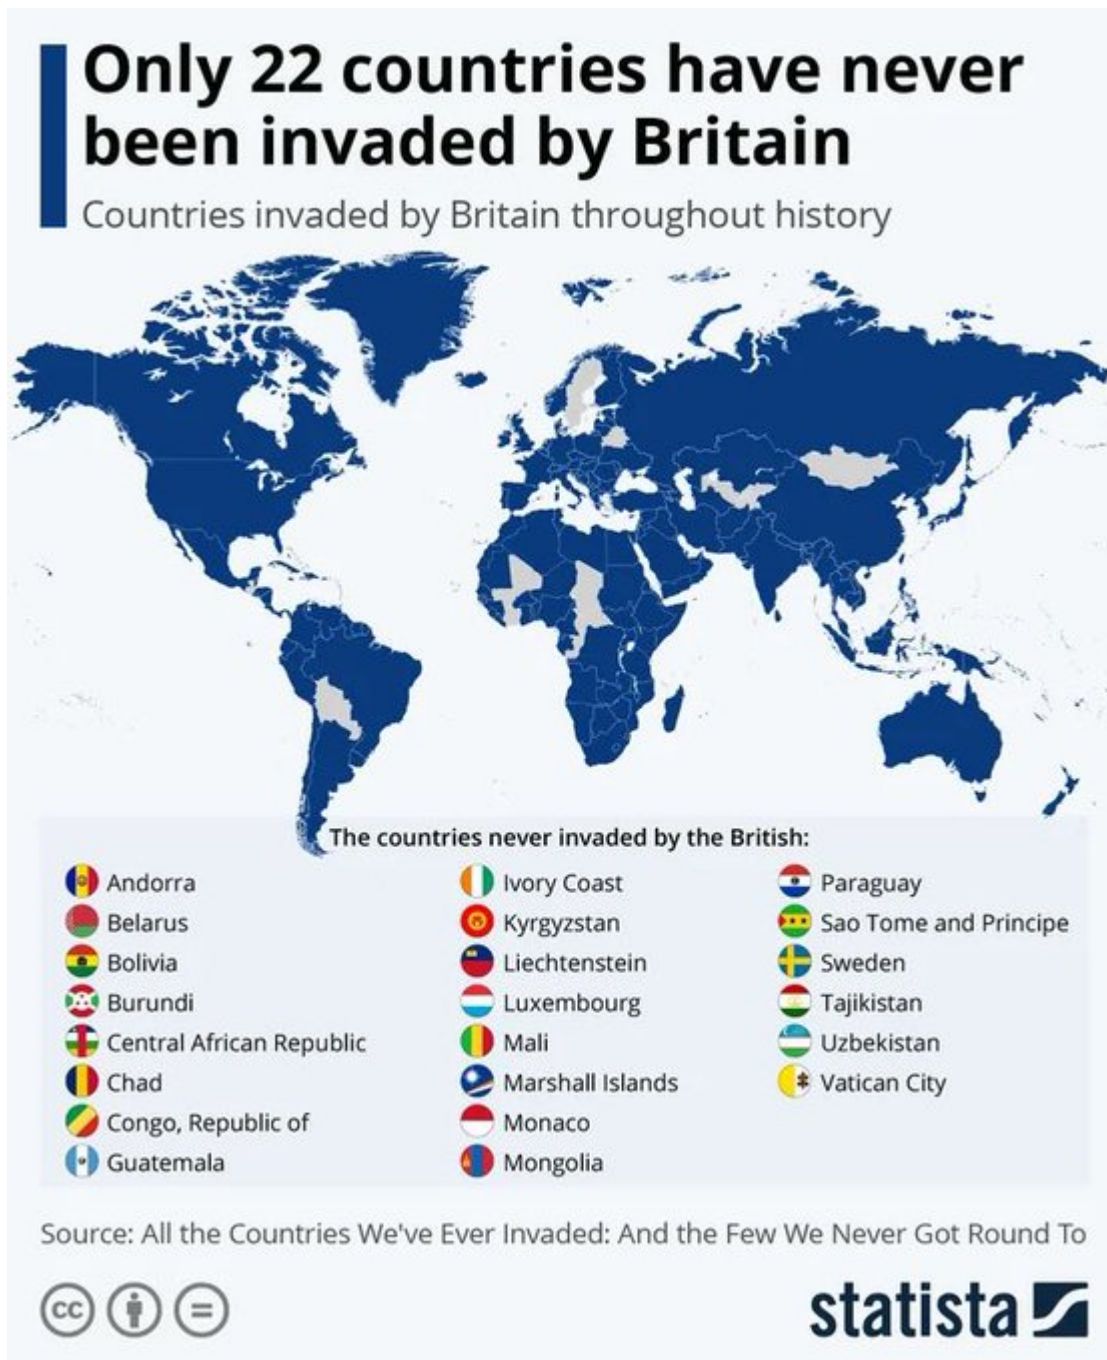 Only 22 countries have never
been invaded by Britain
Countries invaded by Britain throughout history
The countries never invaded by the British:
Andorra
Belarus
Bolivia
Burundi
Central African Republic
Chad
Congo, Republic of
Guatemala
Ivory Coast
Kyrgyzstan
Liechtenstein
Luxembourg
Mali
Marshall Islands
Monaco
Mongolia
Paraguay
Sao Tome and Principe
Sweden
Tajikistan
Uzbekistan
Vatican City
Source: All the Countries We've Ever Invaded: And the Few We Never Got Round To
cc
statista